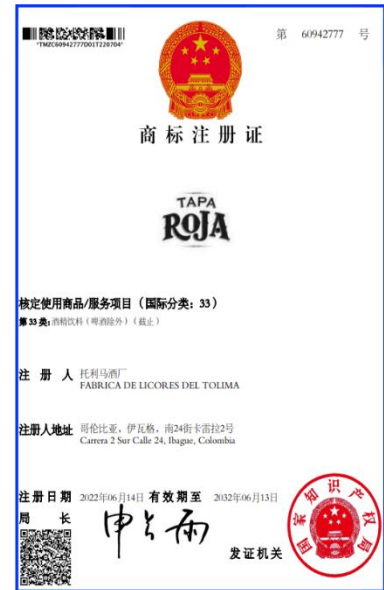 第 60942777 号
*TMZC60942777D01T220704*
商标注册证
TAPA
ROJA
核定使用商品/服务项目（国际分类：33）
第33类：酒精饮料（啤酒除外）（截止）
注 册 人 托利马酒厂
FABRICA DE LICORES DEL TOLIMA
注册人地址 哥伦比亚，伊瓦格，南24街卡雷拉2号
Carrera 2 Sur Calle 24, Ibague, Colombia
注册日期 2022年06月14日 有效期至 2032年06月13日
局 长 申长雨
发证机关
国家知识产权局